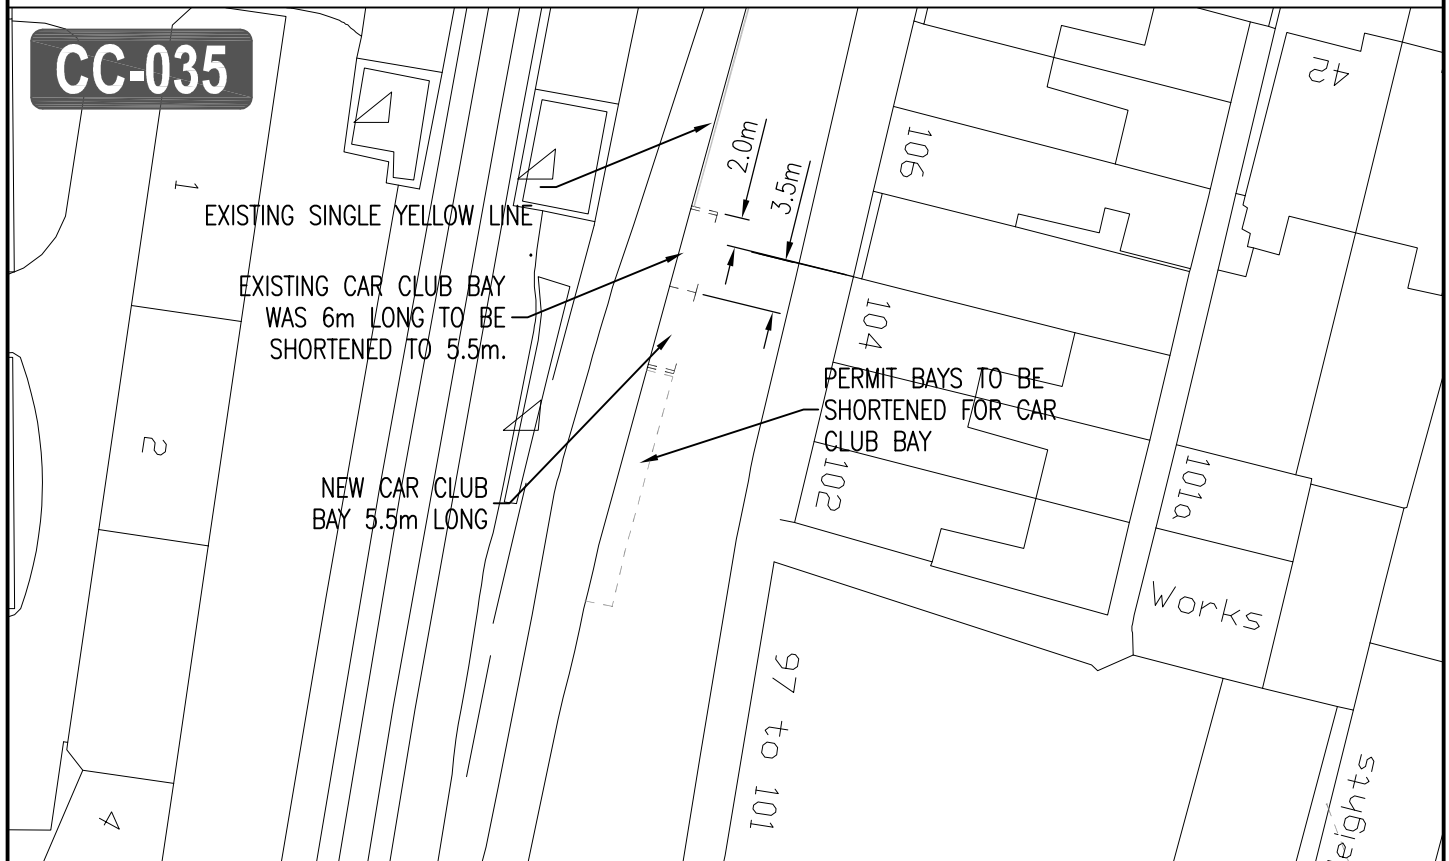 CC-035
42
2.0m
3.5m
106
1
EXISTING SINGLE YELLOW LINE
EXISTING CAR CLUB BAY
WAS 6m LONG TO BE
SHORTENED TO 5.5m.
104
PERMIT BAYS TO BE
SHORTENED FOR CAR
CLUB BAY
2
102
101a
NEW CAR CLUB
BAY 5.5m LONG
Works
97 to 101
4